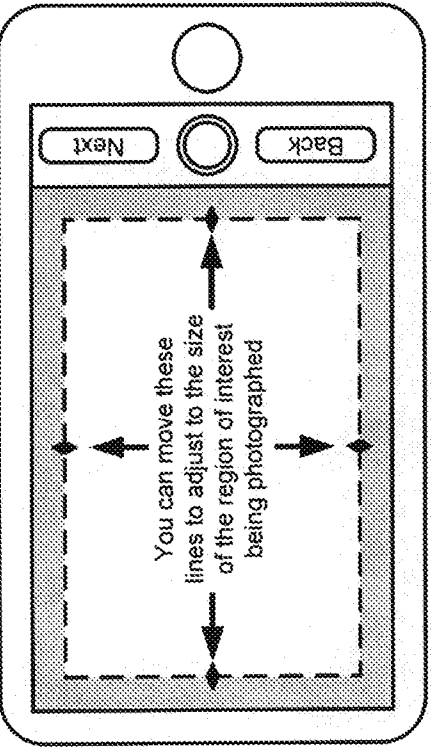 Next
Back
You can move these
lines to adjust to the size
of the region of interest
being photographed